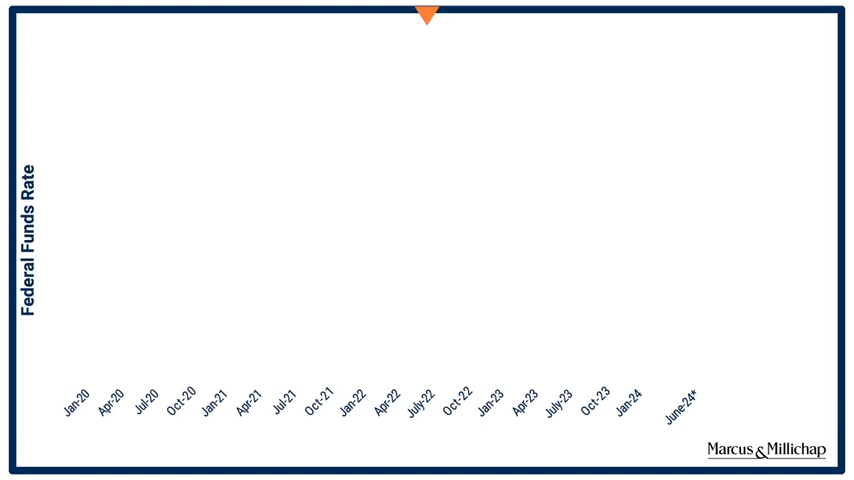 Federal Funds Rate
Jan-20
Apr-20
Jul-20
Oct-20
Jan-21
Apr-21
Jul-21
Oct-21
Jan-22
Apr-22
July-22
Oct-22
Jan-23
Apr-23
July-23
Oct-23
Jan-24
June-24*
Marcus & Millichap